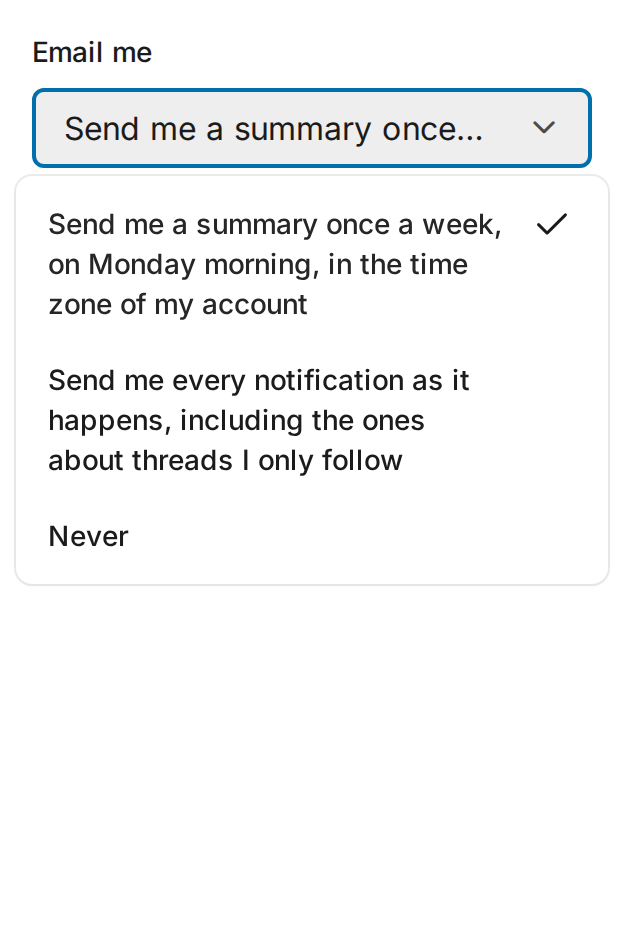 Email me
Send me a summary once...
Send me a summary once a week,
on Monday morning, in the time
zone of my account
Send me every notification as it
happens, including the ones
about threads I only follow
Never